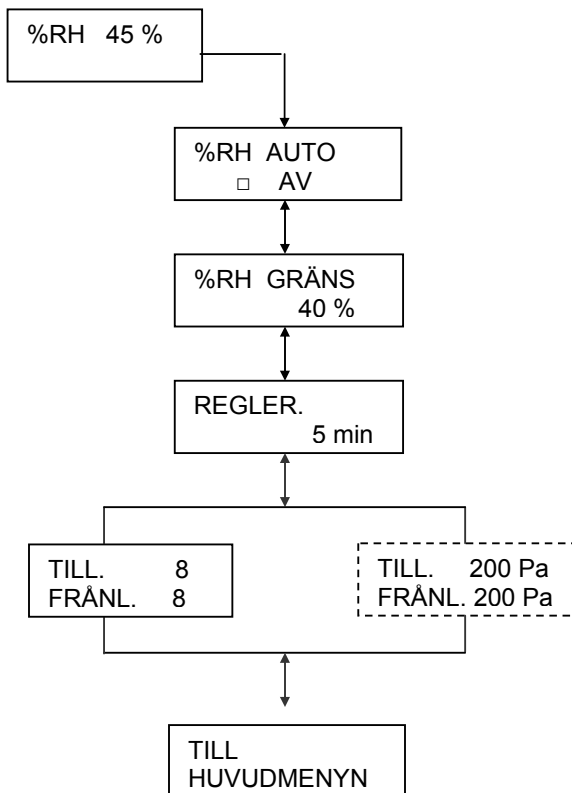 %RH 45 %
%RH AUTO
□ AV
%RH GRÄNS
40 %
REGLER.
5 min
TILL. 8
FRÅNL. 8
TILL. 200 Pa
FRÅNL. 200 Pa
TILL
HUVUDMENYN